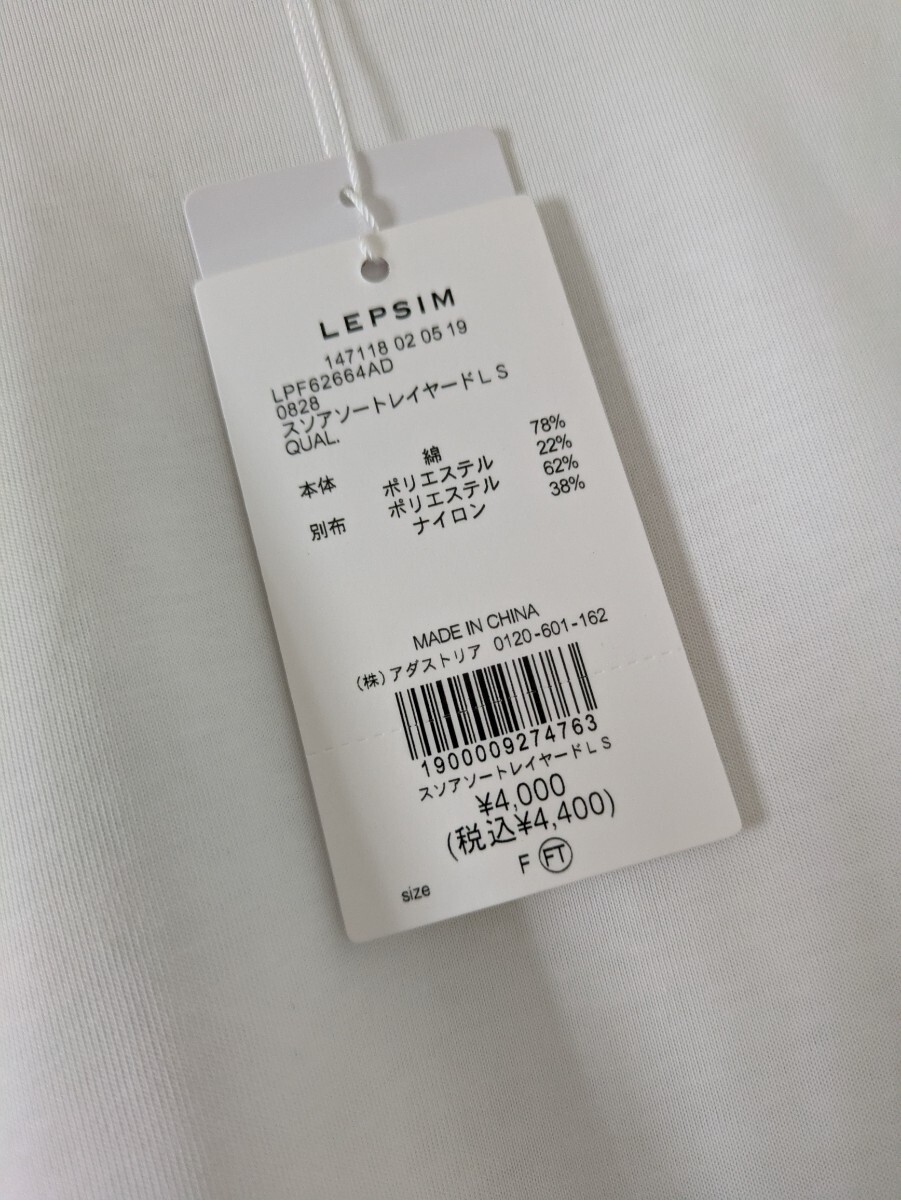 LEPSIM
147118 02 05 19
LPF62664AD
0828
スソアソートレイヤードLS
QUAL.
本体 綿 78%
ポリエステル 22%
別布 ポリエステル 62%
ナイロン 38%
MADE IN CHINA
(株)アダストリア 0120-601-162
1900009274763
スソアソートレイヤードLS
¥4,000
(税込¥4,400)
size F FT